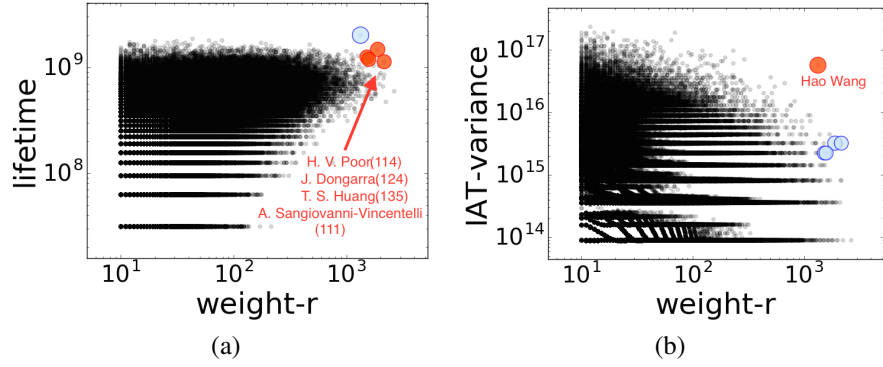 lifetime
10^9
10^8
10^1
10^2
10^3
weight-r
H. V. Poor(114)
J. Dongarra(124)
T. S. Huang(135)
A. Sangiovanni-Vincentelli
(111)
(a)
IAT-variance
10^17
10^16
10^15
10^14
10^1
10^2
10^3
weight-r
Hao Wang
(b)